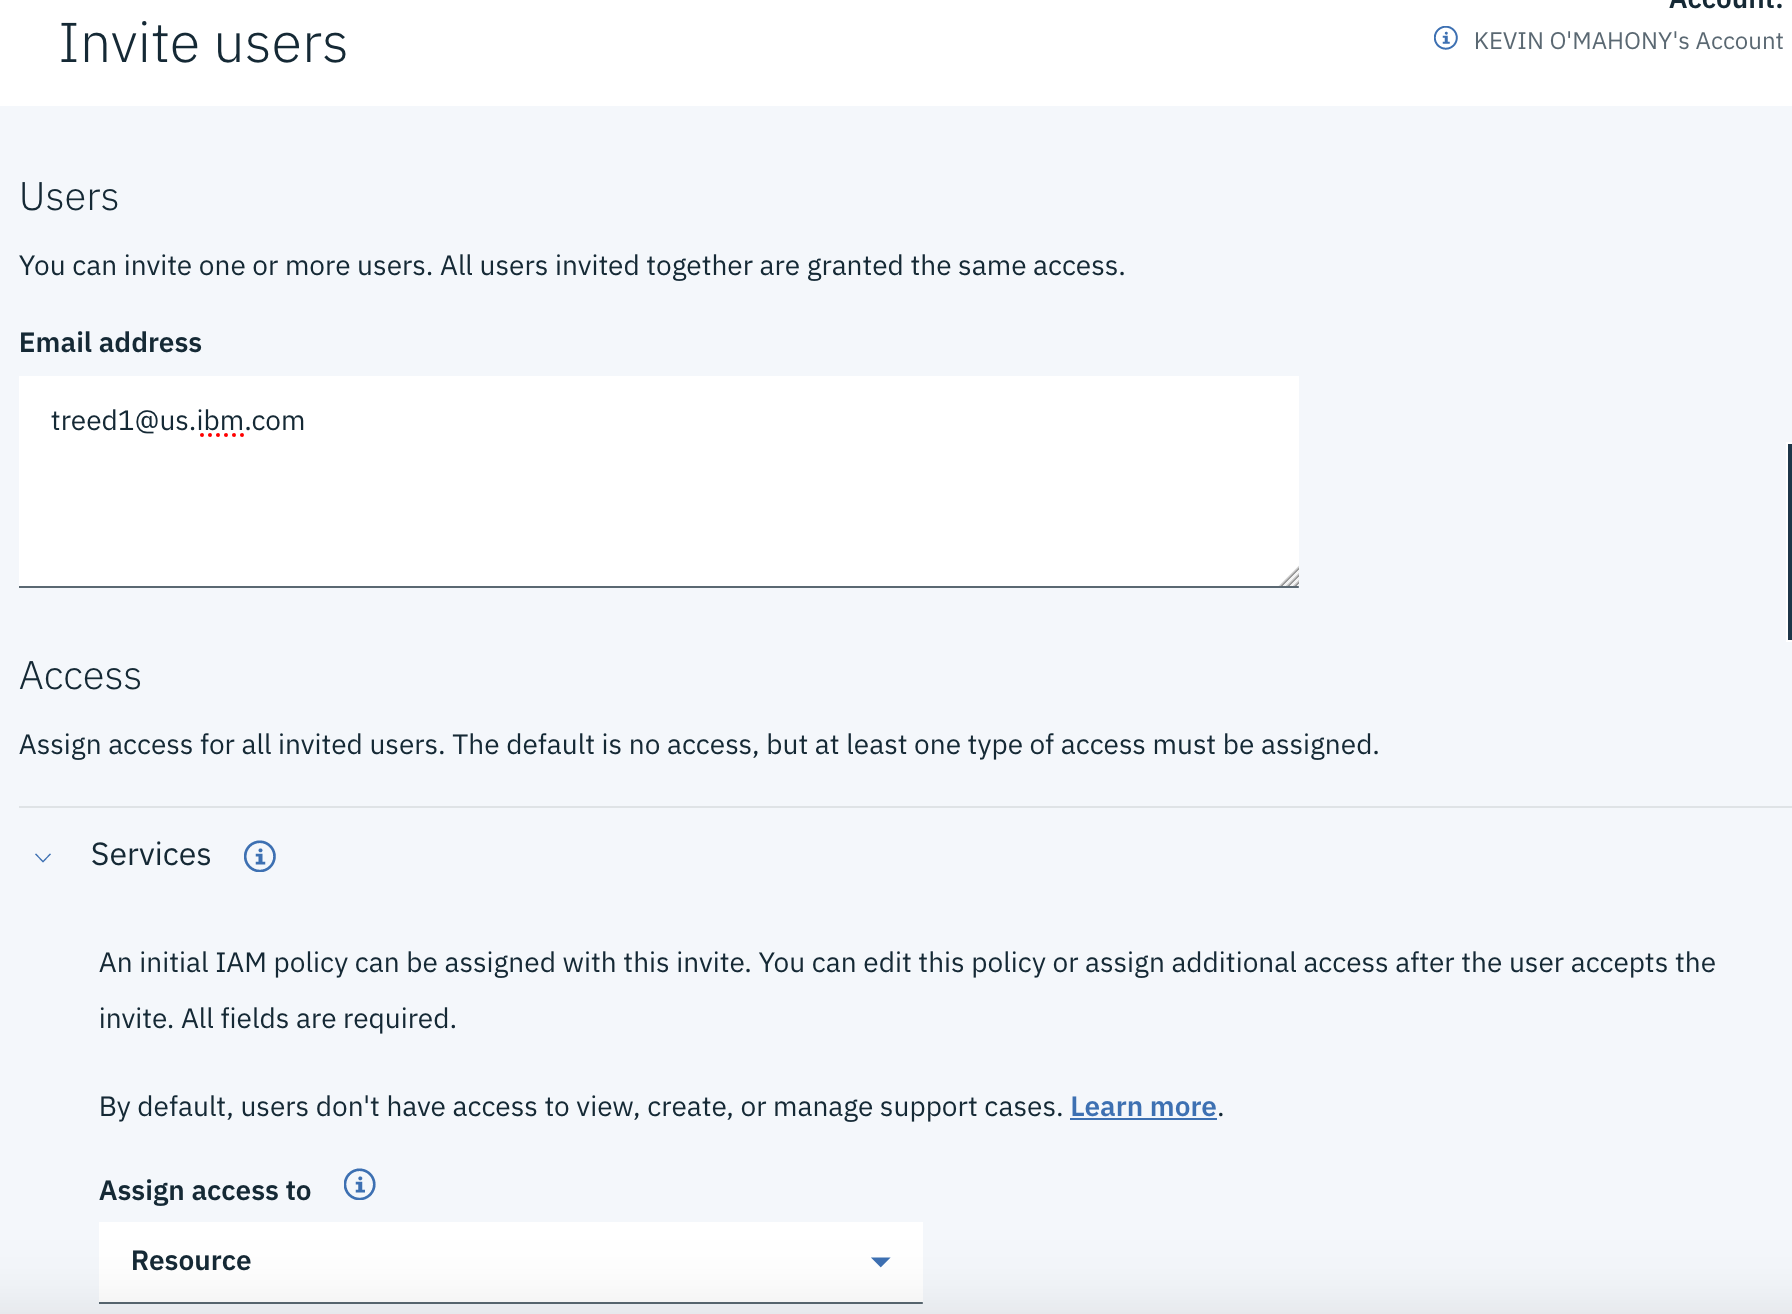 Account:
Invite users
KEVIN O'MAHONY's Account
Users
You can invite one or more users. All users invited together are granted the same access.
Email address
treed1@us.ibm.com
Access
Assign access for all invited users. The default is no access, but at least one type of access must be assigned.
Services
An initial IAM policy can be assigned with this invite. You can edit this policy or assign additional access after the user accepts the
invite. All fields are required.
By default, users don't have access to view, create, or manage support cases. Learn more.
Assign access to
Resource